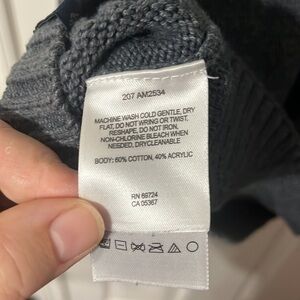 207 AM2534
MACHINE WASH COLD GENTLE, DRY
FLAT, DO NOT WRING OR TWIST.
RESHAPE, DO NOT IRON.
NON-CHLORINE BLEACH WHEN
NEEDED, DRYCLEANABLE
BODY: 60% COTTON, 40% ACRYLIC
RN 69724
CA 05367